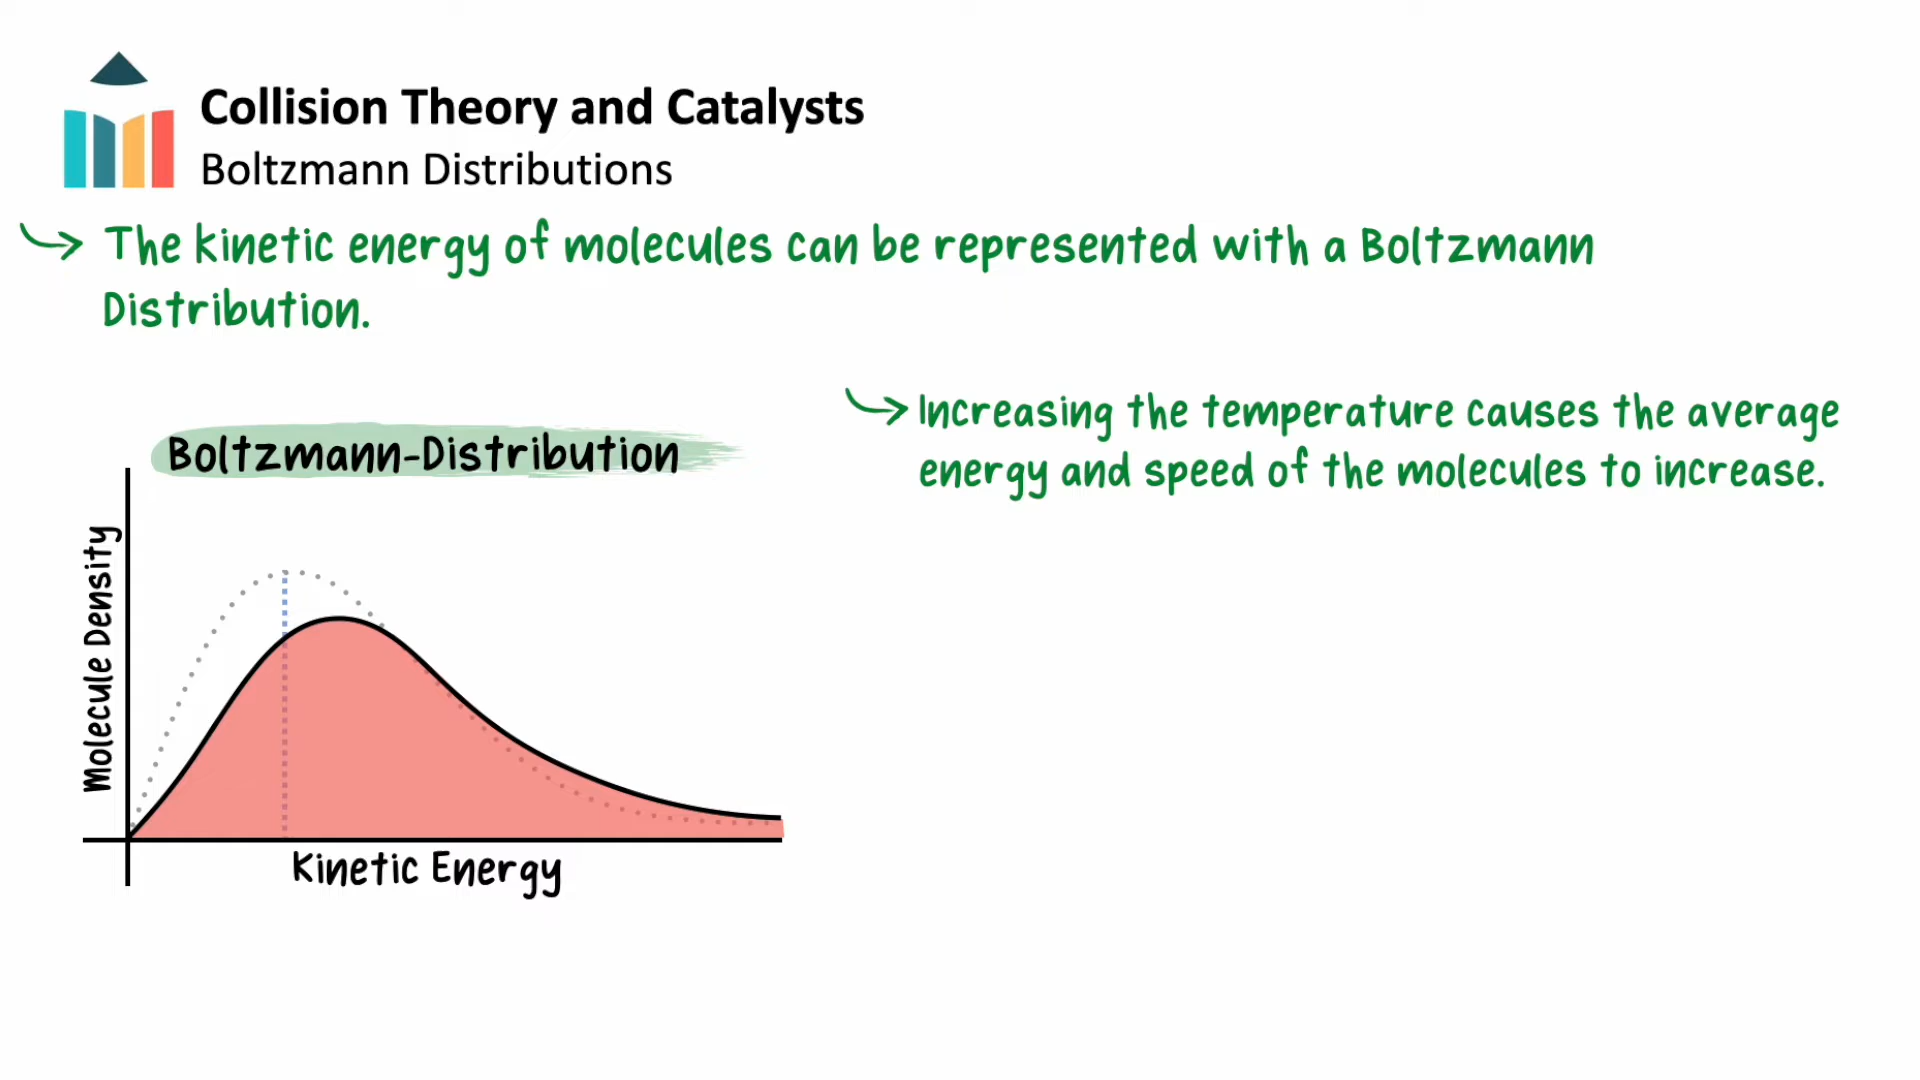 Collision Theory and Catalysts
Boltzmann Distributions
The kinetic energy of molecules can be represented with a Boltzmann
Distribution.
Increasing the temperature causes the average
energy and speed of the molecules to increase.
Boltzmann-Distribution
Molecule Density
Kinetic Energy